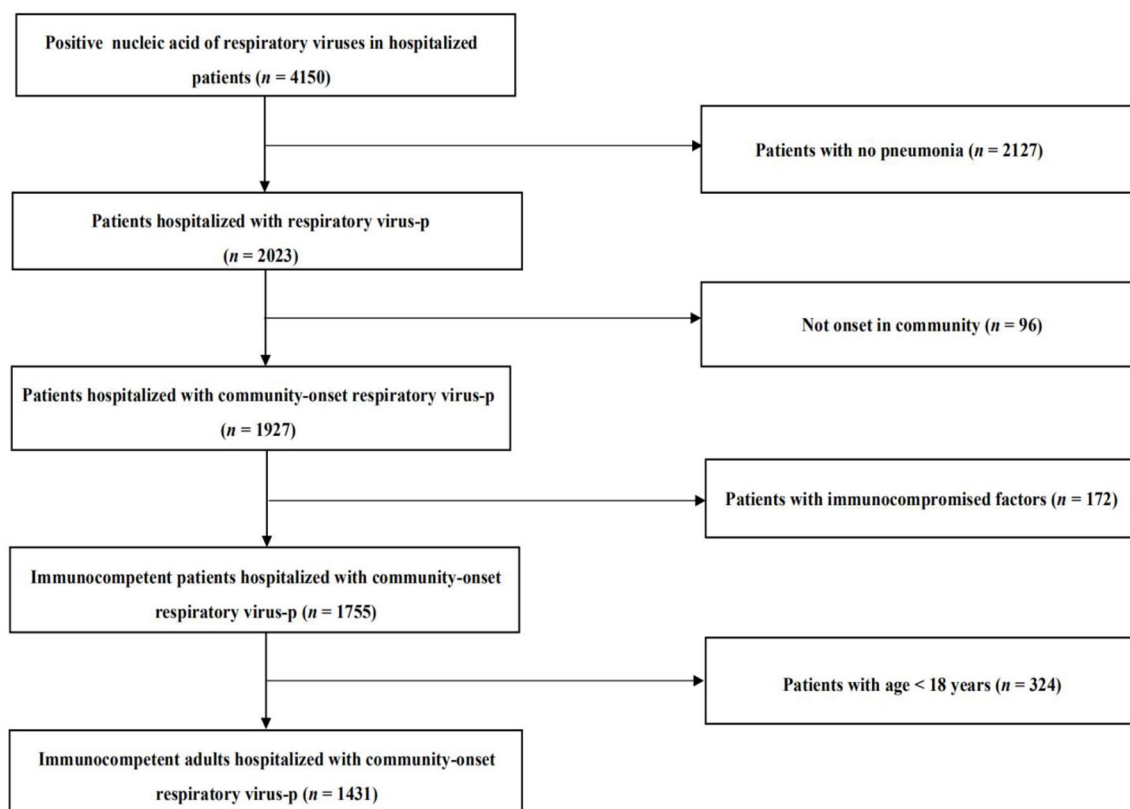 Positive nucleic acid of respiratory viruses in hospitalized
patients (n = 4150)
Patients with no pneumonia (n = 2127)
Patients hospitalized with respiratory virus-p
(n = 2023)
Not onset in community (n = 96)
Patients hospitalized with community-onset respiratory virus-p
(n = 1927)
Patients with immunocompromised factors (n = 172)
Immunocompetent patients hospitalized with community-onset
respiratory virus-p (n = 1755)
Patients with age < 18 years (n = 324)
Immunocompetent adults hospitalized with community-onset
respiratory virus-p (n = 1431)